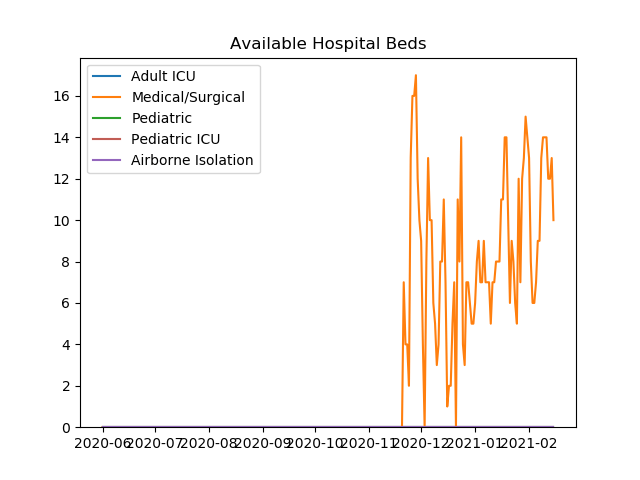 Available Hospital Beds
Adult ICU
Medical/Surgical
Pediatric
Pediatric ICU
Airborne Isolation
16
14
12
10
8
6
4
2
0
2020-06 2020-07 2020-08 2020-09 2020-10 2020-11 2020-12 2021-01 2021-02